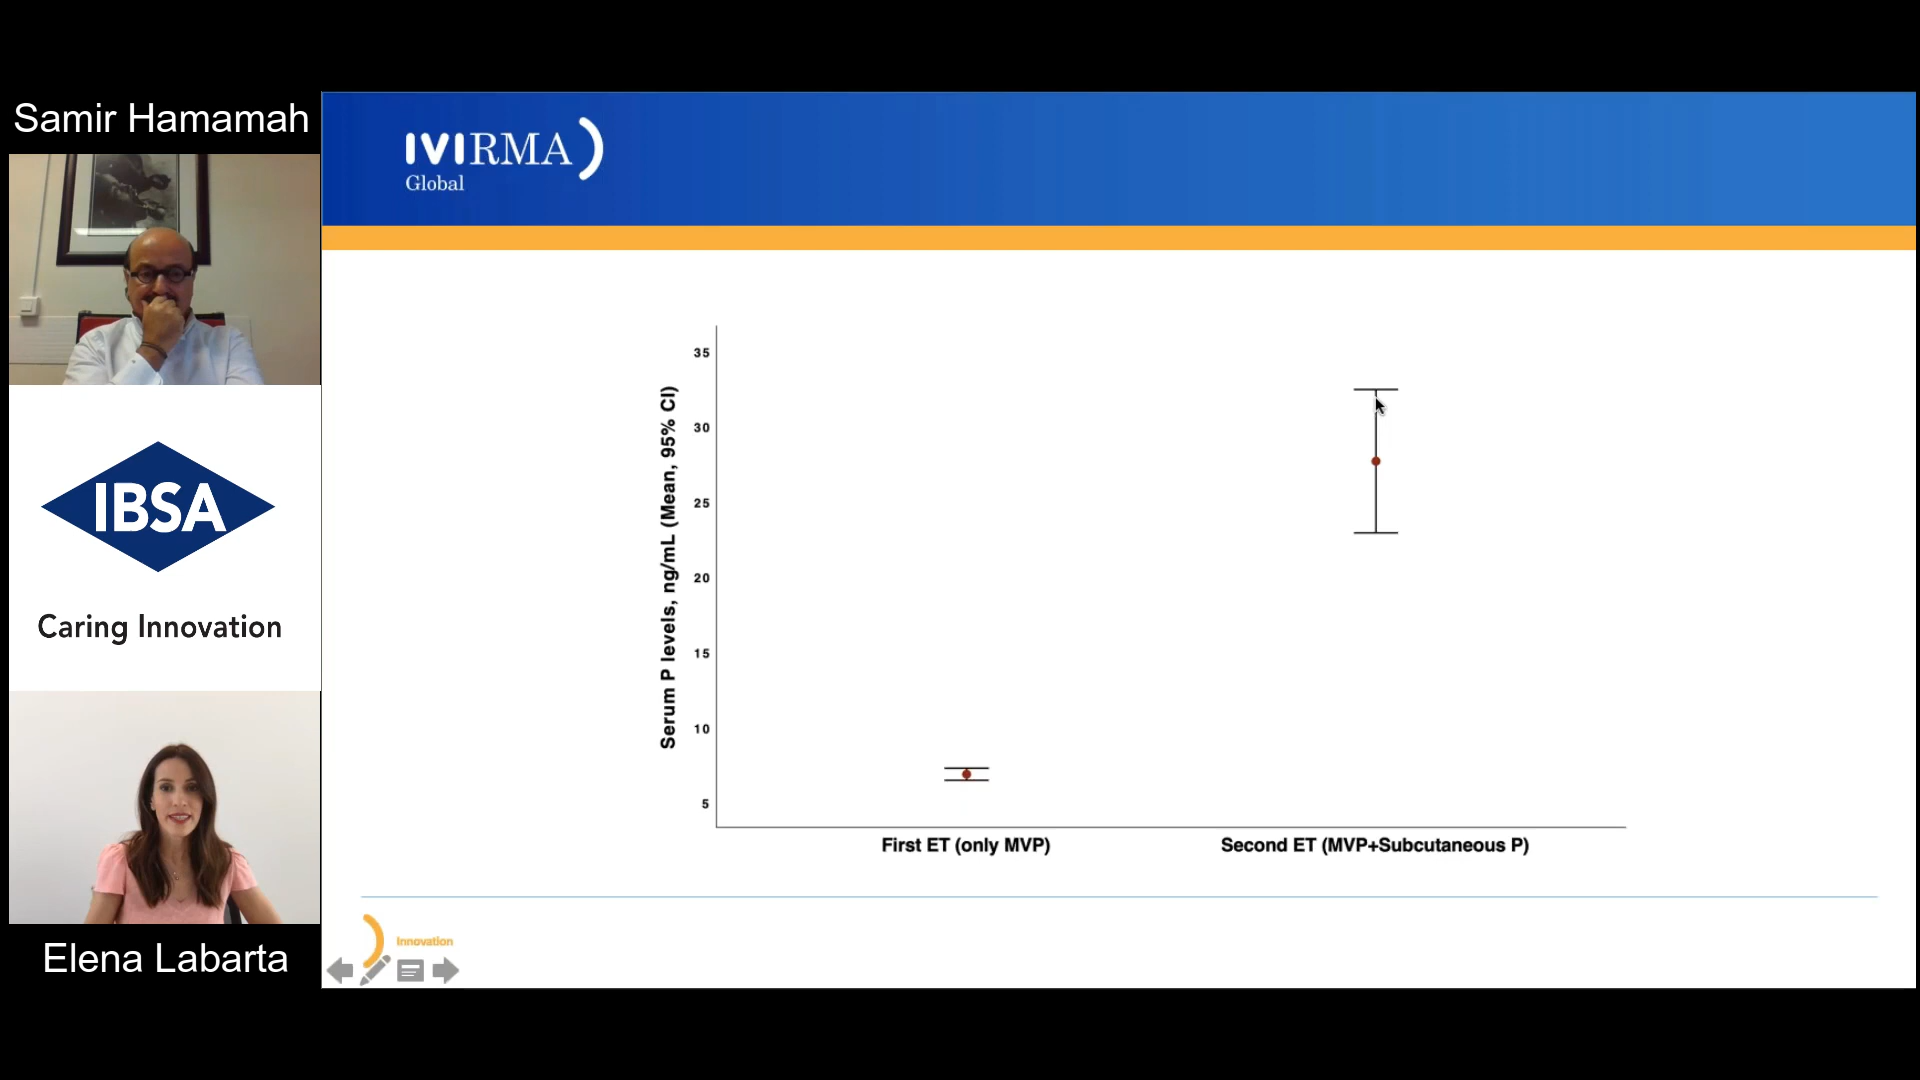 Samir Hamamah
IBSA
Caring Innovation
Elena Labarta
IVIRMA
Global
Serum P levels, ng/mL (Mean, 95% CI)
35
30
25
20
15
10
5
First ET (only MVP)
Second ET (MVP+Subcutaneous P)
Innovation